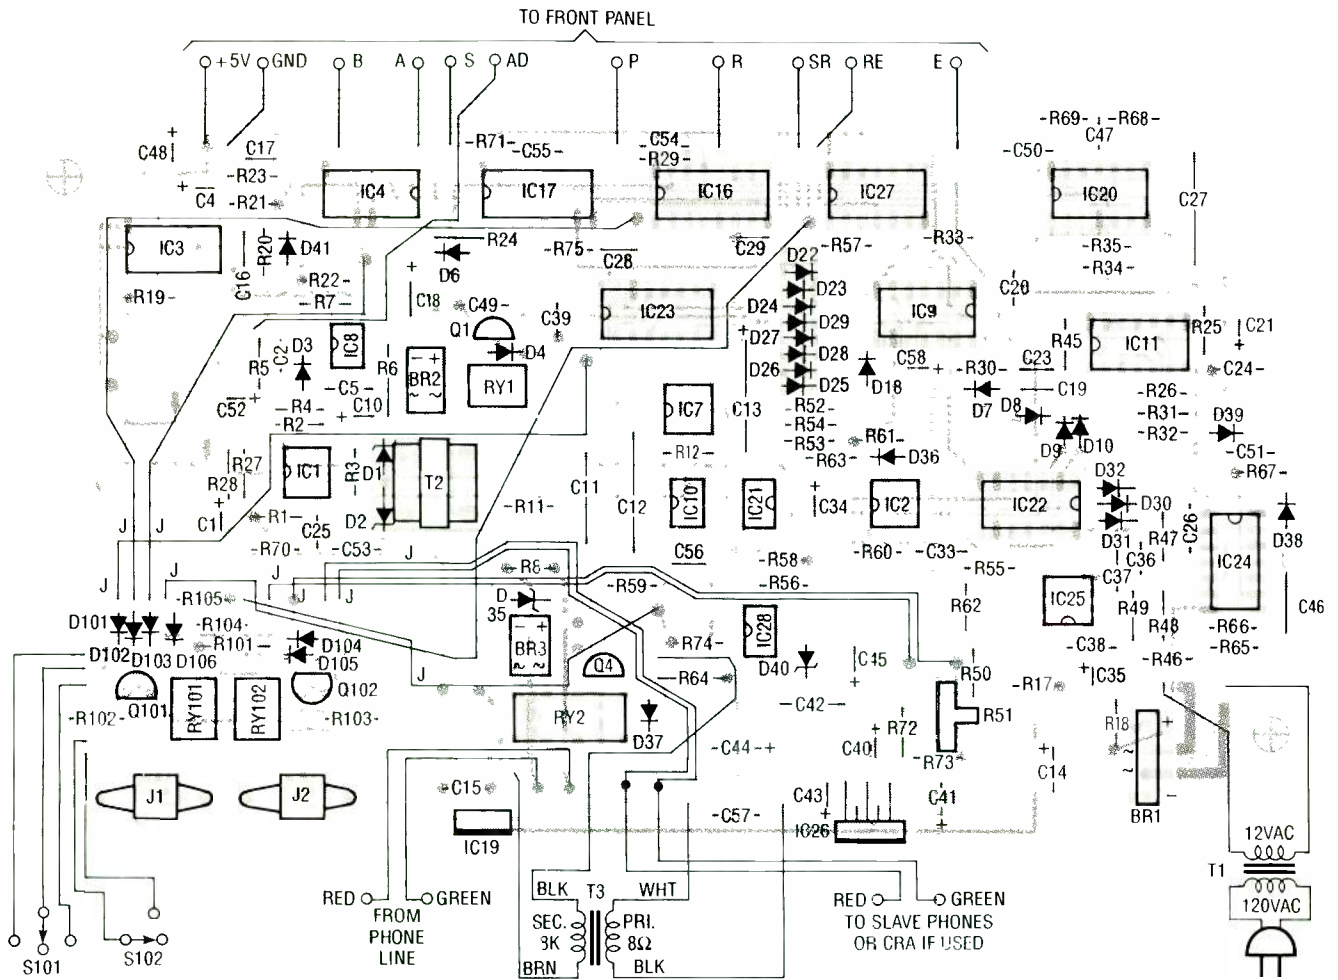 TO FRONT PANEL
+5V GND B A S AD P R SR RE E
-R69- -R68-
C47
C48 + C17 -R71- C54 -C50-
-R23- -C55- -R29-
IC4 IC17 IC16 IC27 IC20
+ C4 -R21- C27
IC3 R20 D41 R24 -R75- C28 C29 -R57- -R33- -R35-
C16 D6 D22 -R34-
-R22- + C18 D23 C20
-R19- -R7- C49 D24
Q1 C39 IC23 D29 IC9 R25 C21 +
D27 R45 IC11
D3 IC8 D4 D28 C58 + C23
R5 C2 R6 BR2 - + ~ ~ RY1 D26 D18 -R30- C19 -C24-
-C5- D25 D7 -R26-
C52 + -R4- + C10 IC7 C13 R52 D8 -R31- D39
-R2- -R54- R61 D9 D10 -R32-
-R53-
-R12- R63- D36 -C51-
R27 IC1 R3 D1 T2 C11 C12 IC10 IC21 + C34 IC2 IC22 D32 -R67
R28 D30
C1 -R1- D2 -R11- D31 R47 C26 IC24 D38
J J C25
-R70- -C53- J C56 -R58- -R60- -C33- C36
J J J J -R8- R59- -R56- -R55- C37
-R105- D 35 IC28 R62 IC25 R49 R48 C46
D101 -R104- -R66-
D102 D103 D106 -R101- D104 BR3 + ~ ~ -R74- C38 -R65-
D105 J Q4 D40 C45 + R50 + C35 -R46-
Q101 RY101 RY102 Q102 -R64- -R17-
-R102- -R103- RY2 -C42- R51
D37 R72 R18 + ~ ~ -
-C44-+ C40 + -R73- + C14
J1 J2 -C15- C43 C41 BR1
-C57- + IC26 +
IC19 12VAC
T1
RED GREEN BLK T3 WHT RED GREEN 120VAC
FROM PHONE LINE
SEC. 3K
PRI. 8Ω
TO SLAVE PHONES
OR CRA IF USED
BRN BLK
S101 S102